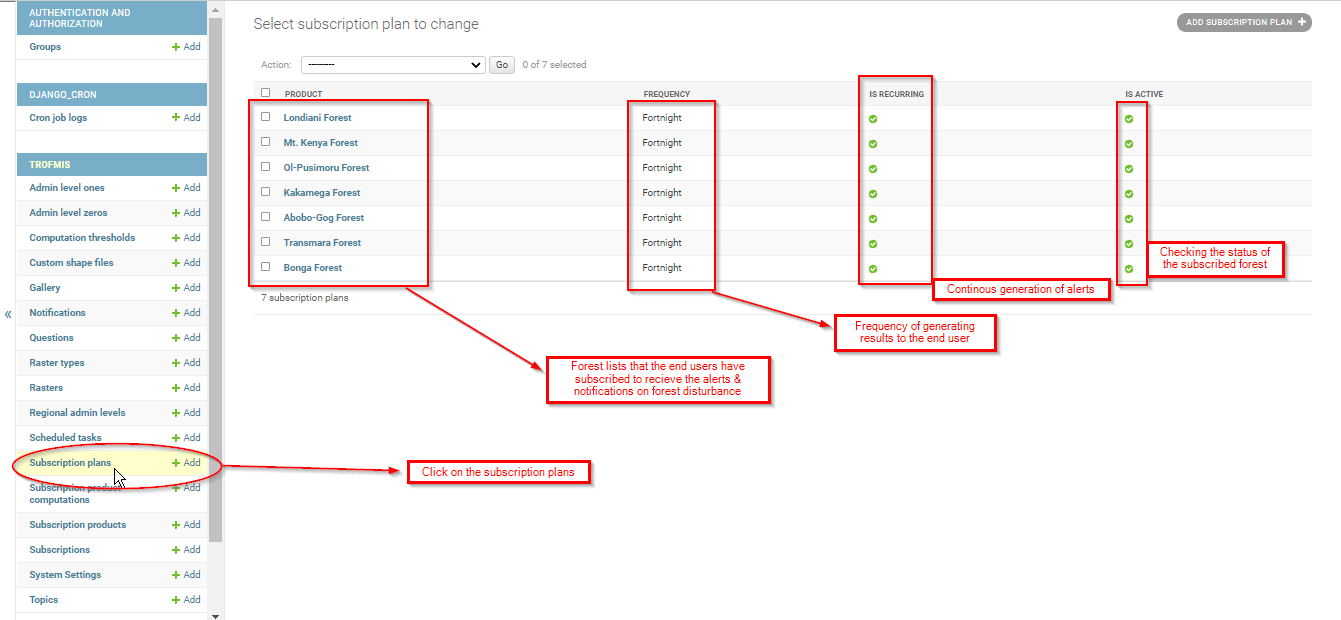 AUTHENTICATION AND
AUTHORIZATION
Groups + Add
DJANGO_CRON
Cron job logs + Add
TROFMIS
Admin level ones + Add
Admin level zeros + Add
Computation thresholds + Add
Custom shape files + Add
Gallery + Add
Notifications + Add
Questions + Add
Raster types + Add
Rasters + Add
Regional admin levels + Add
Scheduled tasks + Add
Subscription plans + Add
Subscription product
computations + Add
Subscription products + Add
Subscriptions + Add
System Settings + Add
Topics + Add
«
Select subscription plan to change
ADD SUBSCRIPTION PLAN +
Action: --------- Go 0 of 7 selected
PRODUCT FREQUENCY IS RECURRING IS ACTIVE
Londiani Forest Fortnight
Mt. Kenya Forest Fortnight
Ol-Pusimoru Forest Fortnight
Kakamega Forest Fortnight
Abobo-Gog Forest Fortnight
Transmara Forest Fortnight
Bonga Forest Fortnight
7 subscription plans
Checking the status of
the subscribed forest
Continous generation of alerts
Frequency of generating
results to the end user
Forest lists that the end users have
subscribed to recieve the alerts &
notifications on forest disturbance
Click on the subscription plans